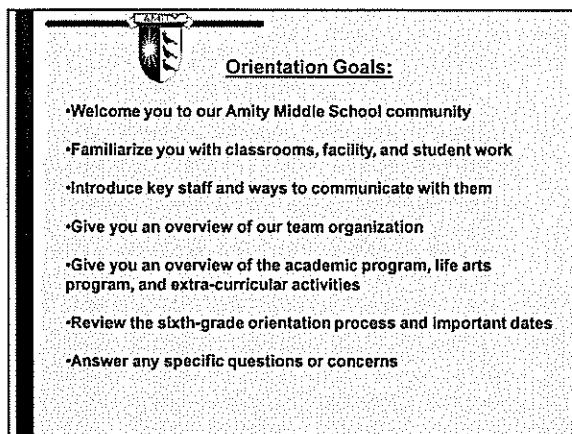 AMITY
Orientation Goals:
•Welcome you to our Amity Middle School community
•Familiarize you with classrooms, facility, and student work
•Introduce key staff and ways to communicate with them
•Give you an overview of our team organization
•Give you an overview of the academic program, life arts
program, and extra-curricular activities
•Review the sixth-grade orientation process and important dates
•Answer any specific questions or concerns